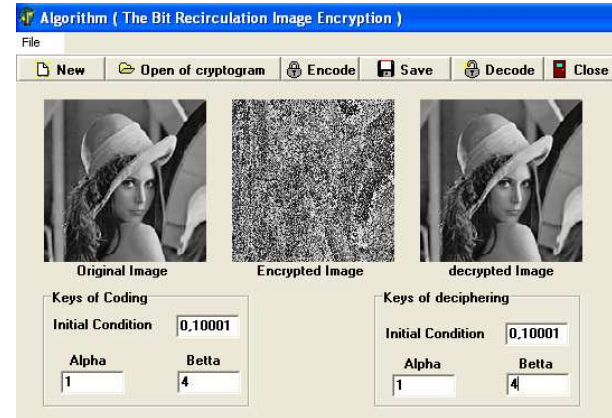 Algorithm ( The Bit Recirculation Image Encryption )
File
New Open of cryptogram Encode Save Decode Close
Original Image Encrypted Image decrypted Image
Keys of Coding Keys of deciphering
Initial Condition 0,10001 Initial Condition 0,10001
Alpha Betta Alpha Betta
1 4 1 4